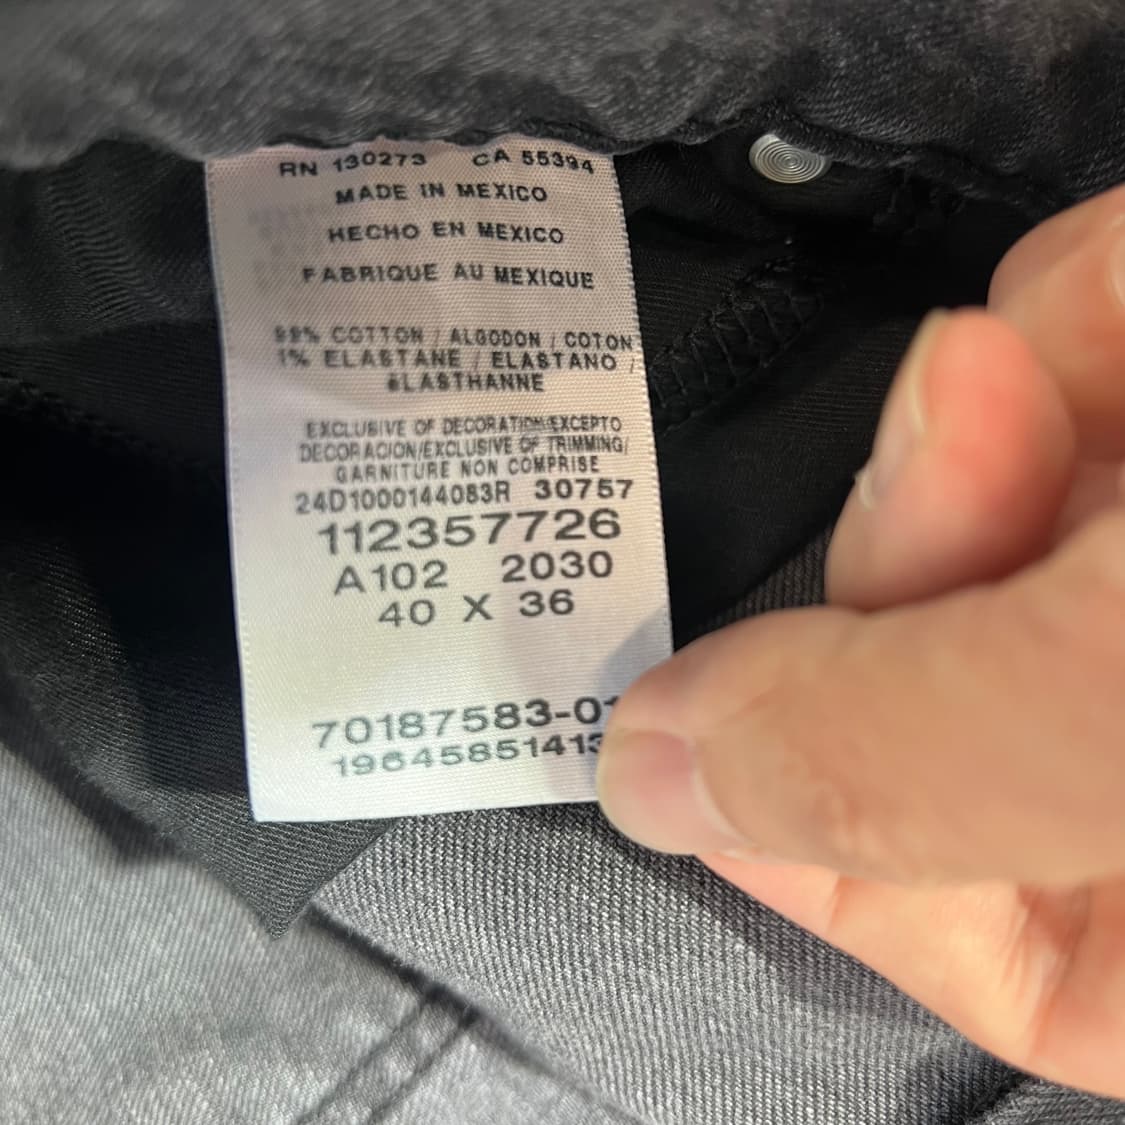 RN 130273 CA 55394
MADE IN MEXICO
HECHO EN MEXICO
FABRIQUE AU MEXIQUE
99% COTTON / ALGODON / COTON
1% ELASTANE / ELASTANO /
éLASTHANNE
EXCLUSIVE OF DECORATION/EXCEPTO
DECORACION/EXCLUSIVE OF TRIMMING/
GARNITURE NON COMPRISE
24D1000144083R 30757
112357726
A102 2030
40 X 36
70187583-01